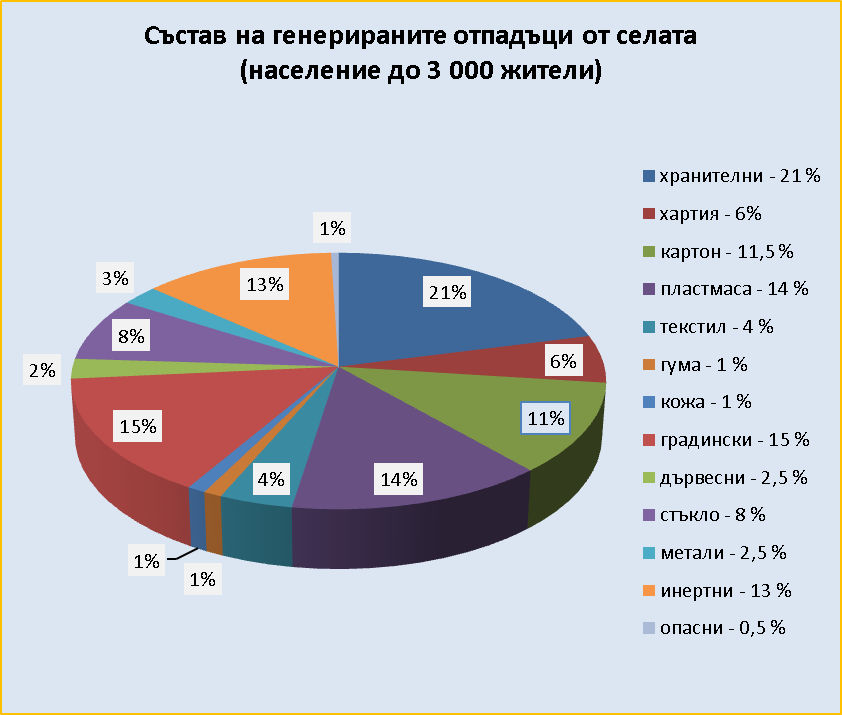 Състав на генерираните отпадъци от селата
(население до 3 000 жители)
1%
3%
13%
21%
8%
6%
2%
11%
15%
4%
14%
1%
1%
хранителни - 21 %
хартия - 6%
картон - 11,5 %
пластмаса - 14 %
текстил - 4 %
гума - 1 %
кожа - 1 %
градински - 15 %
дървесни - 2,5 %
стъкло - 8 %
метали - 2,5 %
инертни - 13 %
опасни - 0,5 %